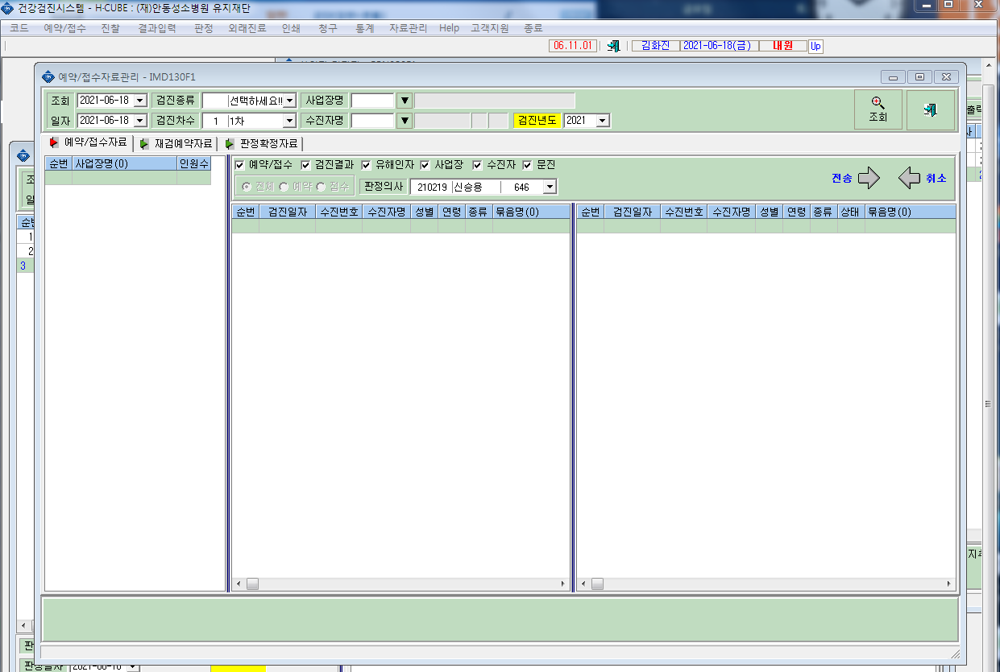 건강검진시스템 - H-CUBE : (재)안동성소병원 유지재단
코드 예약/접수 진찰 결과입력 판정 외래진료 인쇄 청구 통계 자료관리 Help 고객지원 종료
06.11.01 김화진 2021-06-18(금) 내원 Up
예약/접수자료관리 - IMD130F1
조회 2021-06-18 검진종류 선택하세요!! 사업장명 ▼
일자 2021-06-18 검진차수 1 1차 수진자명 ▼ 검진년도 2021
조회
예약/접수자료 재검예약자료 판정확정자료
순번 사업장명(0) 인원수
예약/접수 검진결과 유해인자 사업장 수진자 문진
전체 예약 접수 판정의사 210219 신승용 646
전송 취소
순번 검진일자 수진번호 수진자명 성별 연령 종류 묶음명(0)
순번 검진일자 수진번호 수진자명 성별 연령 종류 상태 묶음명(0)
순번
1
2
3
판정일자 2021-06-18